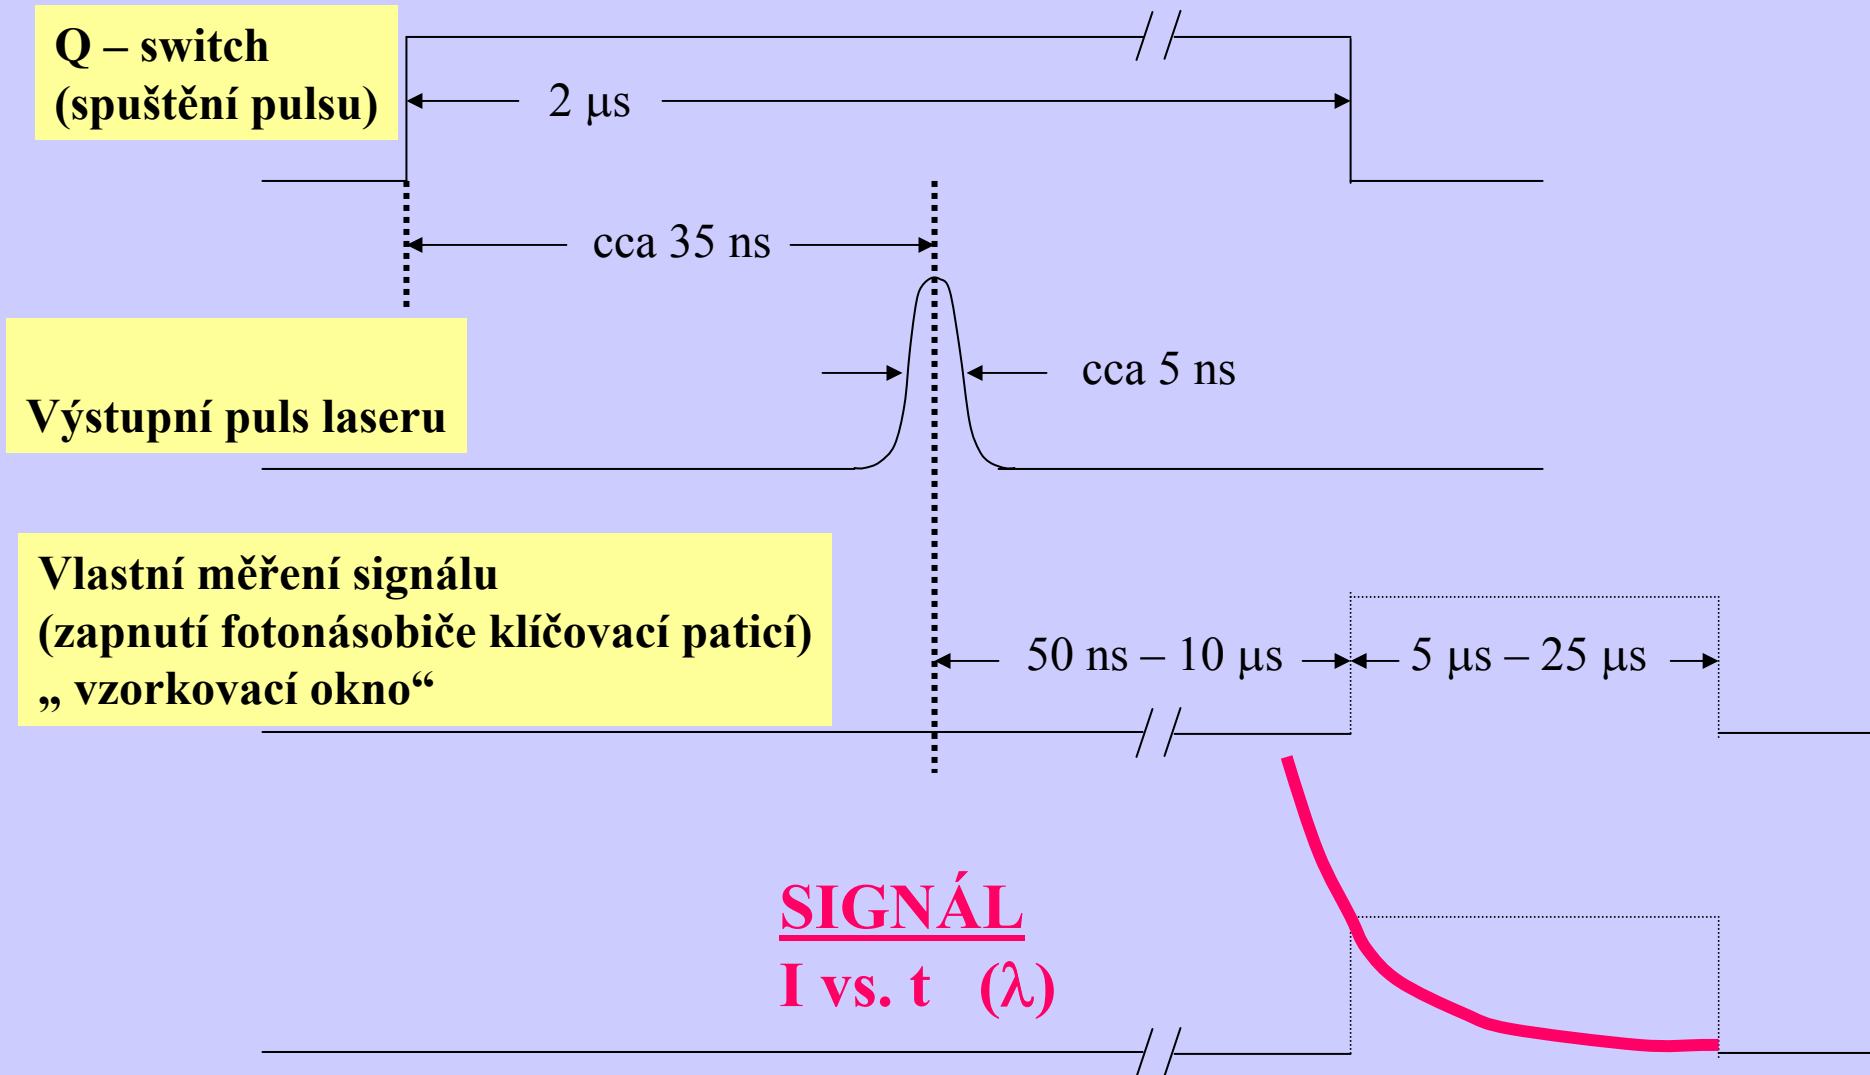 Q – switch
(spuštění pulsu)
2 μs
cca 35 ns
cca 5 ns
Výstupní puls laseru
Vlastní měření signálu
(zapnutí fotonásobiče klíčovací paticí)
„ vzorkovací okno“
50 ns – 10 μs
5 μs – 25 μs
SIGNÁL
I vs. t (λ)